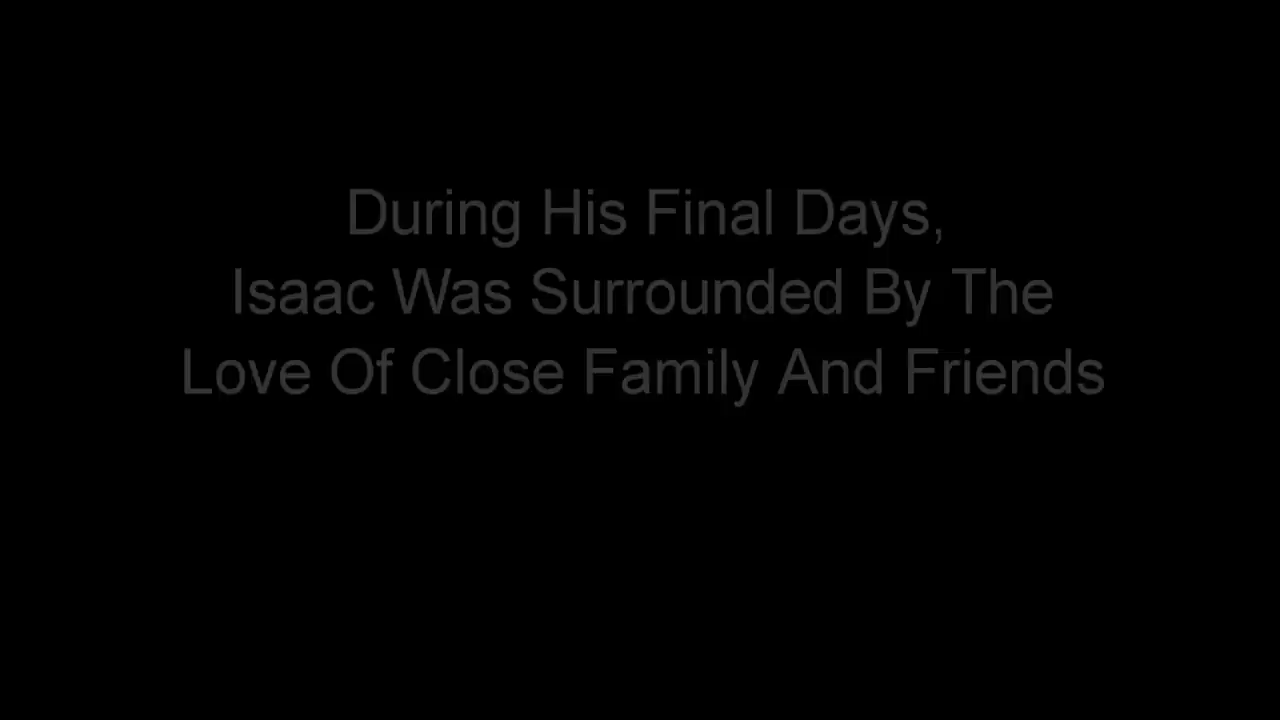 During His Final Days,
Isaac Was Surrounded By The
Love Of Close Family And Friends